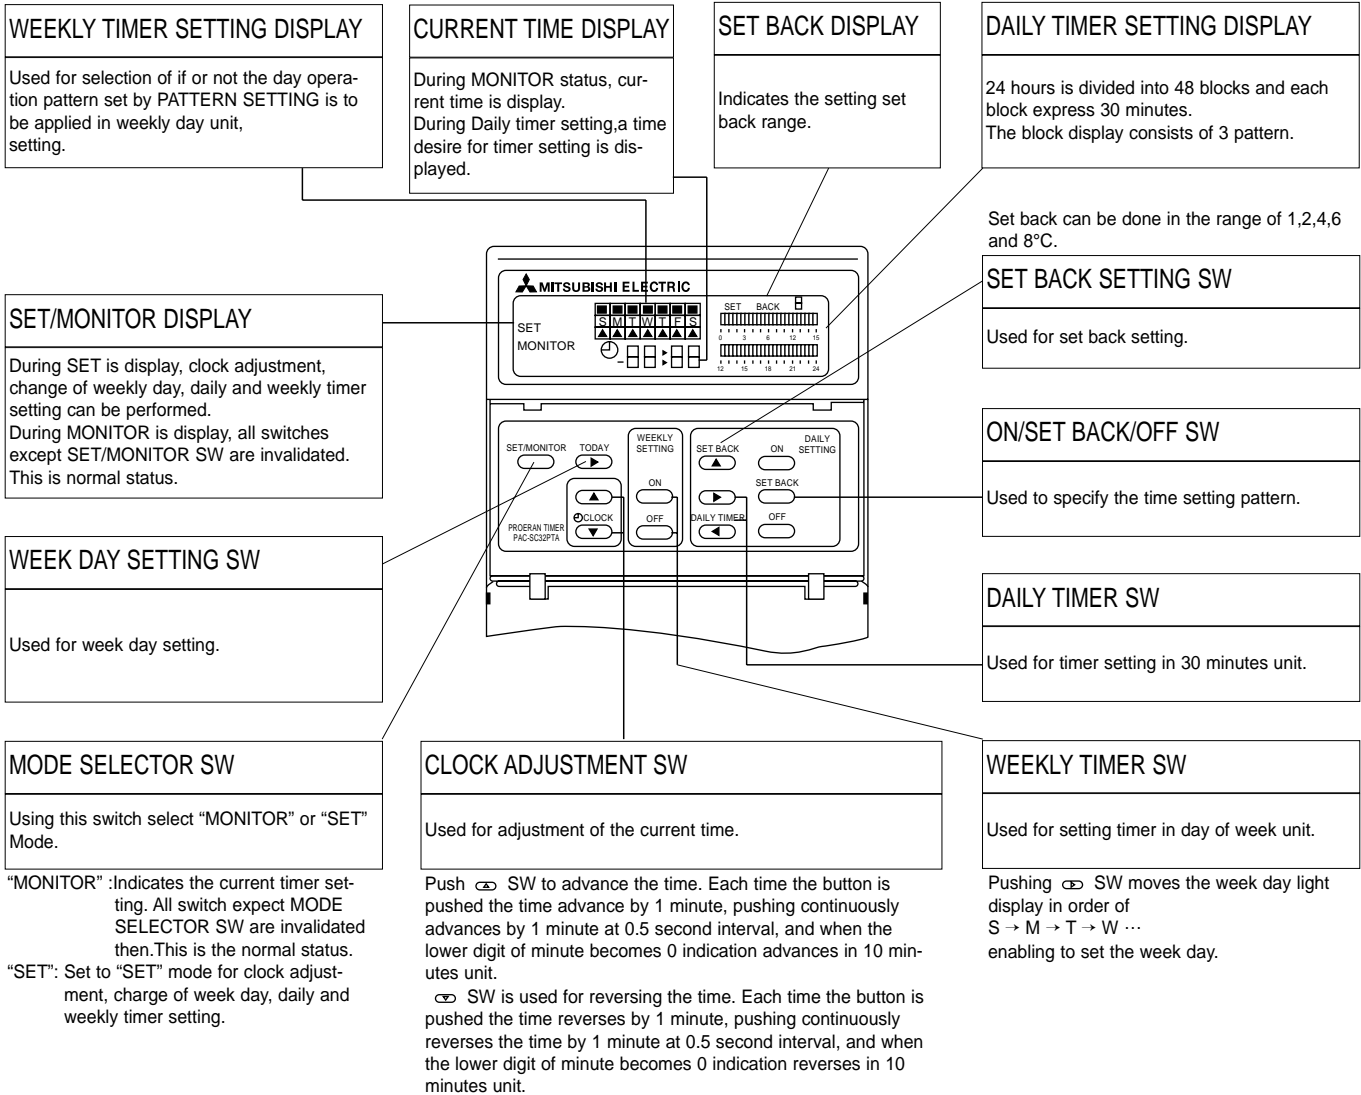 WEEKLY TIMER SETTING DISPLAY
Used for selection of if or not the day opera-
tion pattern set by PATTERN SETTING is to
be applied in weekly day unit,
setting.
CURRENT TIME DISPLAY
During MONITOR status, cur-
rent time is display.
During Daily timer setting,a time
desire for timer setting is dis-
played.
SET BACK DISPLAY
Indicates the setting set
back range.
DAILY TIMER SETTING DISPLAY
24 hours is divided into 48 blocks and each
block express 30 minutes.
The block display consists of 3 pattern.
Set back can be done in the range of 1,2,4,6
and 8°C.
SET BACK SETTING SW
Used for set back setting.
SET/MONITOR DISPLAY
During SET is display, clock adjustment,
change of weekly day, daily and weekly timer
setting can be performed.
During MONITOR is display, all switches
except SET/MONITOR SW are invalidated.
This is normal status.
MITSUBISHI ELECTRIC
SET
MONITOR
S M T W T F S
SET BACK 8
0 3 6 12 15
-88:88
12 15 18 21 24
SET/MONITOR
TODAY
CLOCK
PROERAN TIMER
PAC-SC32PTA
WEEKLY
SETTING
ON
OFF
SET BACK
DAILY TIMER
ON
DAILY
SETTING
SET BACK
OFF
ON/SET BACK/OFF SW
Used to specify the time setting pattern.
WEEK DAY SETTING SW
Used for week day setting.
DAILY TIMER SW
Used for timer setting in 30 minutes unit.
MODE SELECTOR SW
Using this switch select “MONITOR” or “SET”
Mode.
“MONITOR” :Indicates the current timer set-
ting. All switch expect MODE
SELECTOR SW are invalidated
then.This is the normal status.
“SET”: Set to “SET” mode for clock adjust-
ment, charge of week day, daily and
weekly timer setting.
CLOCK ADJUSTMENT SW
Used for adjustment of the current time.
Push SW to advance the time. Each time the button is
pushed the time advance by 1 minute, pushing continuously
advances by 1 minute at 0.5 second interval, and when the
lower digit of minute becomes 0 indication advances in 10 min-
utes unit.
SW is used for reversing the time. Each time the button is
pushed the time reverses by 1 minute, pushing continuously
reverses the time by 1 minute at 0.5 second interval, and when
the lower digit of minute becomes 0 indication reverses in 10
minutes unit.
WEEKLY TIMER SW
Used for setting timer in day of week unit.
Pushing SW moves the week day light
display in order of
S → M → T → W ···
enabling to set the week day.